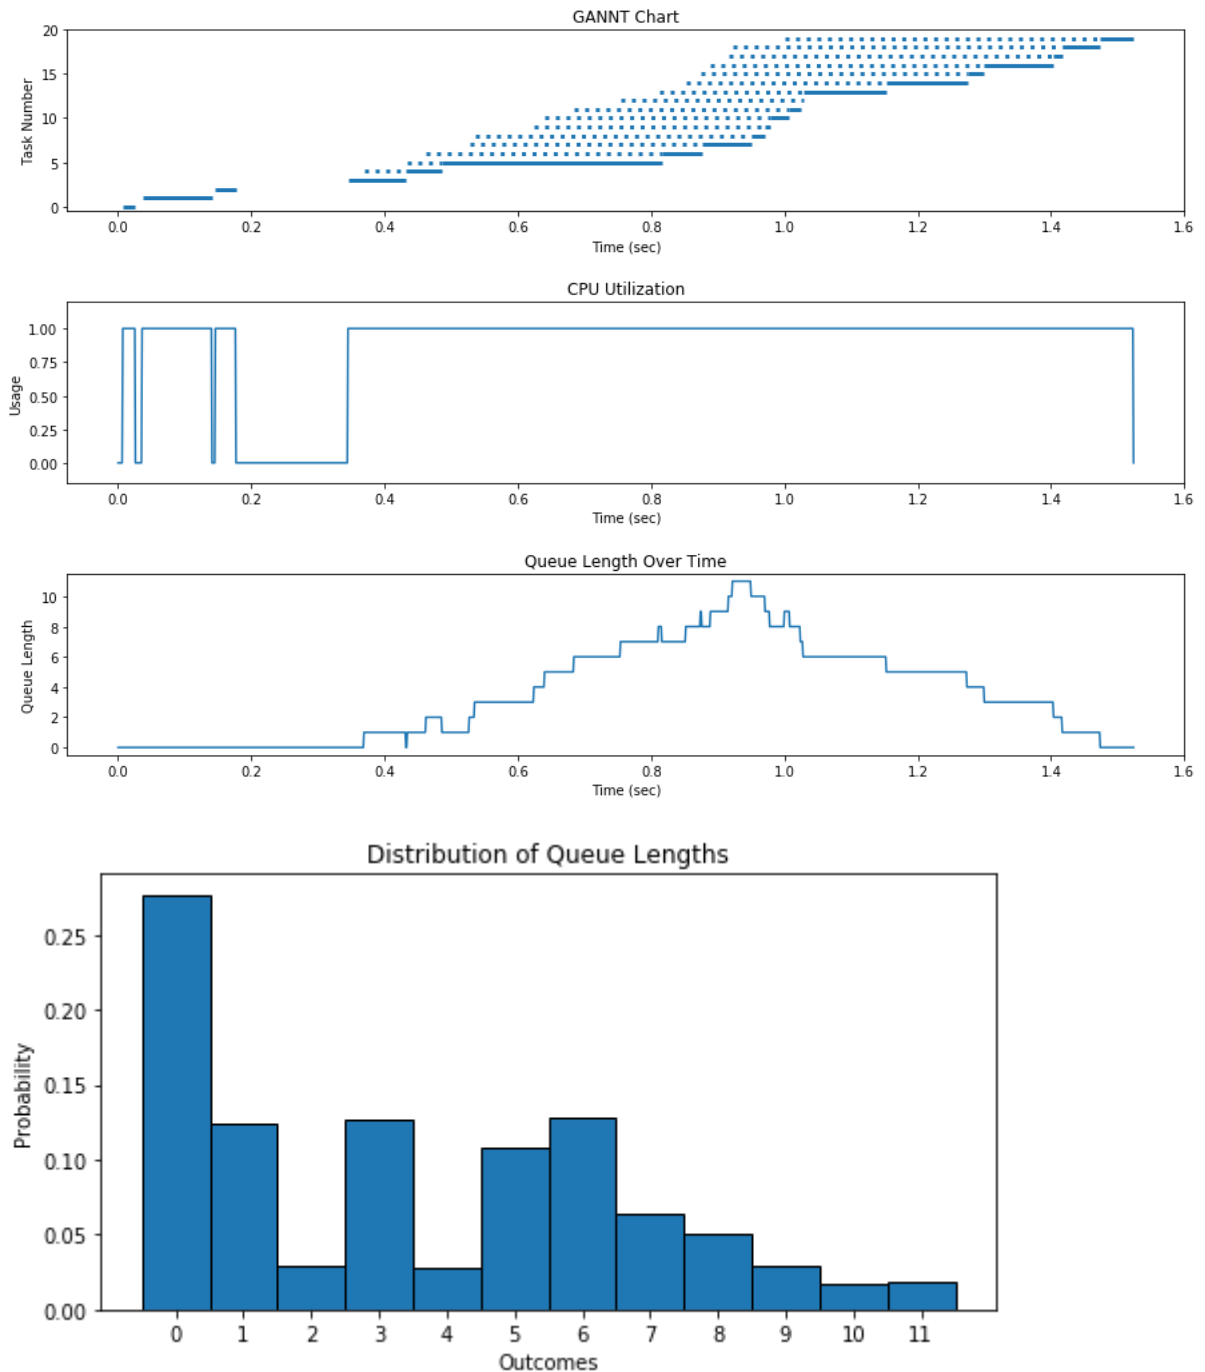 GANNT Chart
Task Number
20
15
10
5
0
0.0 0.2 0.4 0.6 0.8 1.0 1.2 1.4 1.6
Time (sec)
CPU Utilization
Usage
1.00
0.75
0.50
0.25
0.00
0.0 0.2 0.4 0.6 0.8 1.0 1.2 1.4 1.6
Time (sec)
Queue Length Over Time
Queue Length
10
8
6
4
2
0
0.0 0.2 0.4 0.6 0.8 1.0 1.2 1.4 1.6
Time (sec)
Distribution of Queue Lengths
Probability
0.25
0.20
0.15
0.10
0.05
0.00
0 1 2 3 4 5 6 7 8 9 10 11
Outcomes